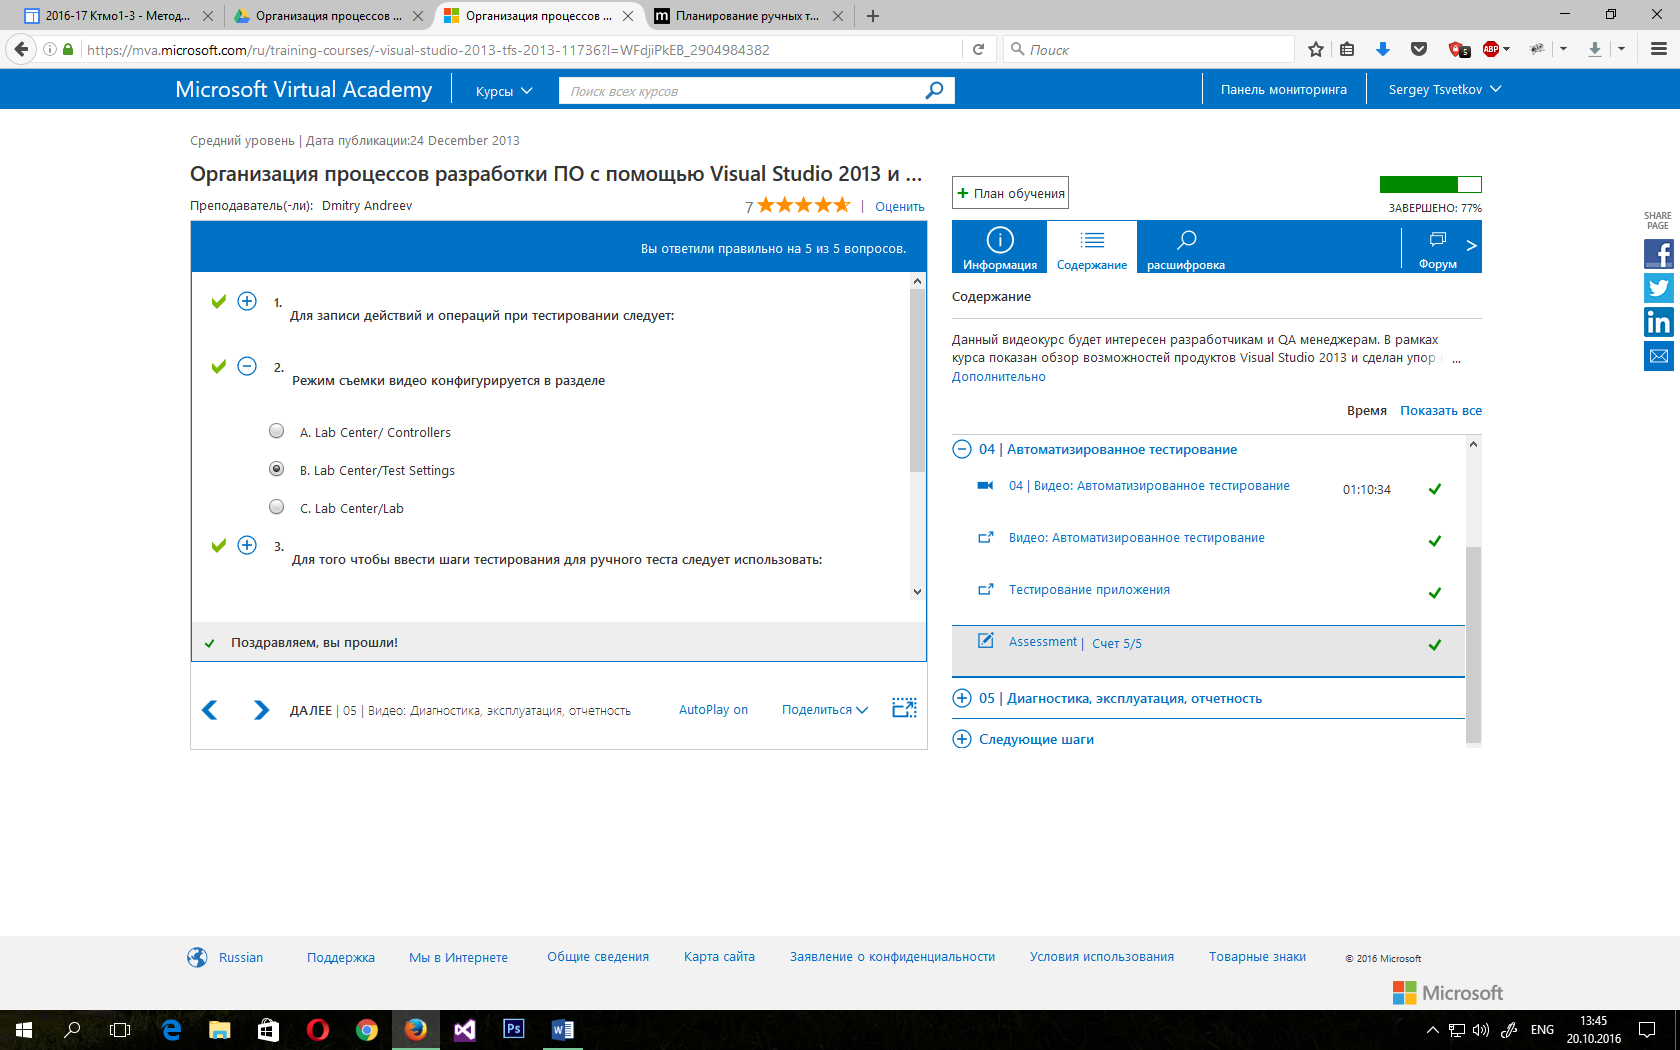 2016-17 Ктмо1-3 - Метод...
Организация процессов ...
Организация процессов ...
Планирование ручных т...
https://mva.microsoft.com/ru/training-courses/-visual-studio-2013-tfs-2013-11736?l=WFdjiPkEB_2904984382
Поиск
5
ABP
Microsoft Virtual Academy
Курсы
Поиск всех курсов
Панель мониторинга
Sergey Tsvetkov
Средний уровень | Дата публикации:24 December 2013
Организация процессов разработки ПО с помощью Visual Studio 2013 и ...
Преподаватель(-ли): Dmitry Andreev
7
| Оценить
Вы ответили правильно на 5 из 5 вопросов.
1.
Для записи действий и операций при тестировании следует:
2.
Режим съемки видео конфигурируется в разделе
A. Lab Center/ Controllers
B. Lab Center/Test Settings
C. Lab Center/Lab
3.
Для того чтобы ввести шаги тестирования для ручного теста следует использовать:
Поздравляем, вы прошли!
ДАЛЕЕ | 05 | Видео: Диагностика, эксплуатация, отчетность
AutoPlay on
Поделиться
+ План обучения
ЗАВЕРШЕНО: 77%
Информация
Содержание
расшифровка
Форум
Содержание
Данный видеокурс будет интересен разработчикам и QA менеджерам. В рамках
курса показан обзор возможностей продуктов Visual Studio 2013 и сделан упор ...
Дополнительно
Время
Показать все
04 | Автоматизированное тестирование
04 | Видео: Автоматизированное тестирование
01:10:34
Видео: Автоматизированное тестирование
Тестирование приложения
Assessment | Счет 5/5
05 | Диагностика, эксплуатация, отчетность
Следующие шаги
SHARE
PAGE
Russian
Поддержка
Мы в Интернете
Общие сведения
Карта сайта
Заявление о конфиденциальности
Условия использования
Товарные знаки
© 2016 Microsoft
Microsoft
Ps
ENG
13:45
20.10.2016